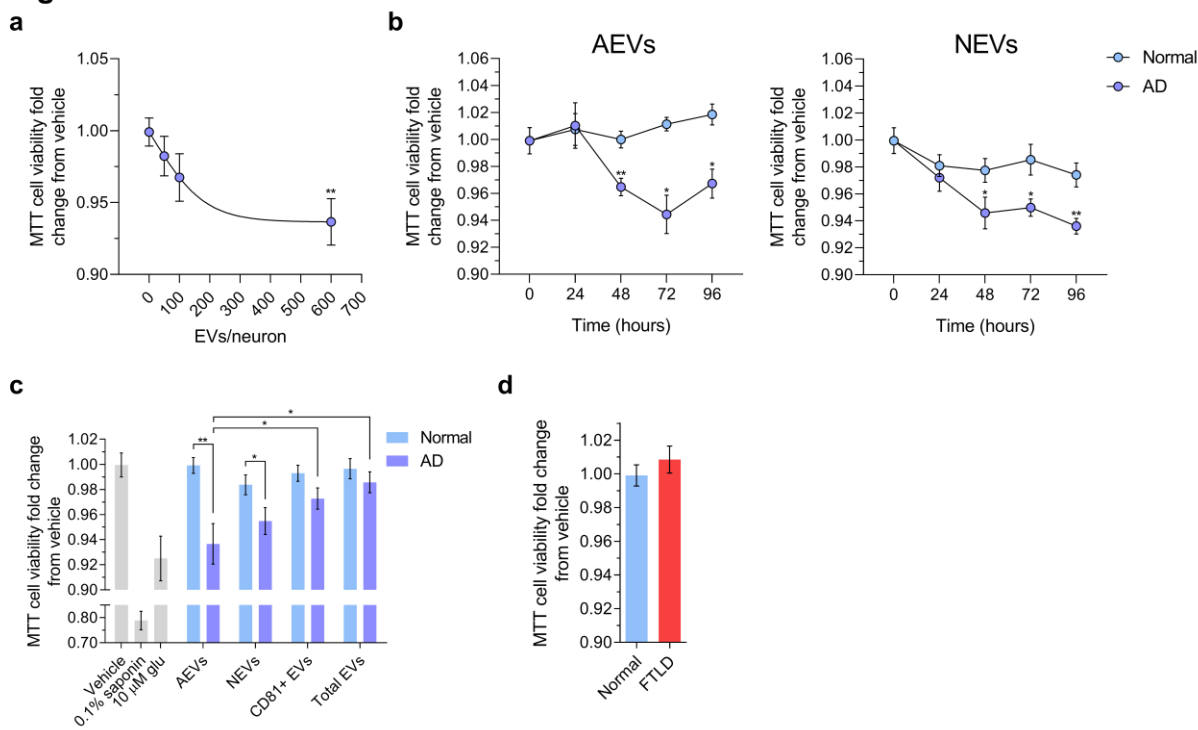 a
MTT cell viability fold
change from vehicle
1.05
1.00
0.95
0.90
**
0
100
200
300
400
500
600
700
EVs/neuron
b
AEVs
MTT cell viability fold
change from vehicle
1.06
1.04
1.02
1.00
0.98
0.96
0.94
0.92
0.90
**
*
*
0 24 48 72 96
Time (hours)
NEVs
MTT cell viability fold
change from vehicle
1.06
1.04
1.02
1.00
0.98
0.96
0.94
0.92
0.90
*
*
**
0 24 48 72 96
Time (hours)
Normal
AD
c
MTT cell viability fold change
from vehicle
1.02
1.00
0.98
0.96
0.94
0.92
0.90
0.80
0.70
*
*
**
*
Normal
AD
Vehicle
0.1% saponin
10 μM glu
AEVs
NEVs
CD81+ EVs
Total EVs
d
MTT cell viability fold change
from vehicle
1.02
1.00
0.98
0.96
0.94
0.92
0.90
Normal
FTLD